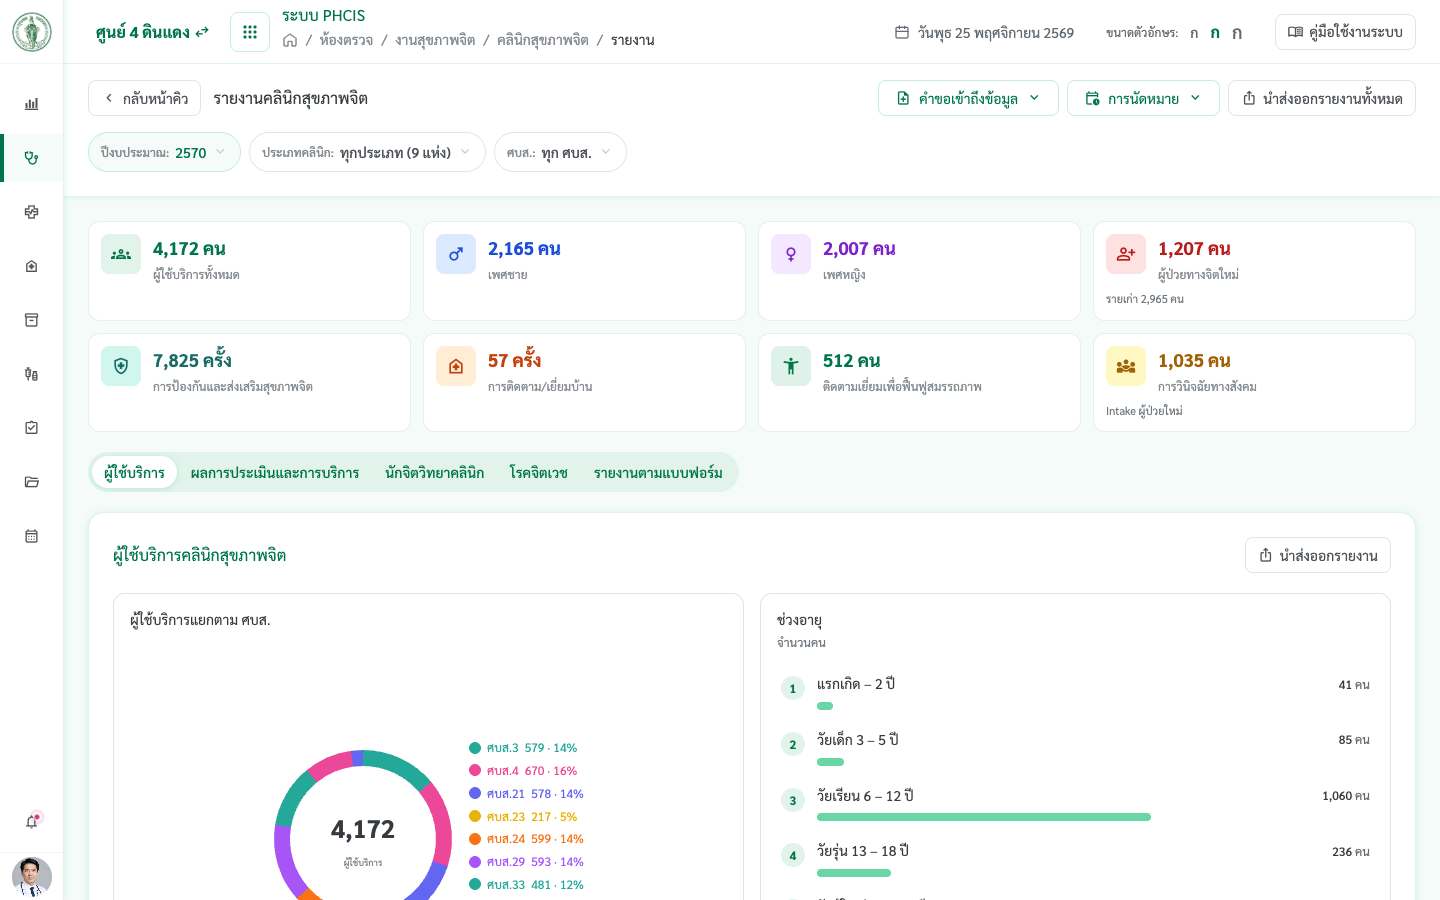 ศูนย์ 4 ดินแดง
ระบบ PHCIS
/ ห้องตรวจ / งานสุขภาพจิต / คลินิกสุขภาพจิต / รายงาน
วันพุธ 25 พฤศจิกายน 2569
ขนาดตัวอักษร: ก ก ก
คู่มือใช้งานระบบ
กลับหน้าคิว
รายงานคลินิกสุขภาพจิต
คำขอเข้าถึงข้อมูล
การนัดหมาย
นำส่งออกรายงานทั้งหมด
ปีงบประมาณ: 2570
ประเภทคลินิก: ทุกประเภท (9 แห่ง)
ศบส.: ทุก ศบส.
4,172 คน
ผู้ใช้บริการทั้งหมด
2,165 คน
เพศชาย
2,007 คน
เพศหญิง
1,207 คน
ผู้ป่วยทางจิตใหม่
รายเก่า 2,965 คน
7,825 ครั้ง
การป้องกันและส่งเสริมสุขภาพจิต
57 ครั้ง
การติดตาม/เยี่ยมบ้าน
512 คน
ติดตามเยี่ยมเพื่อฟื้นฟูสมรรถภาพ
1,035 คน
การวินิจฉัยทางสังคม
Intake ผู้ป่วยใหม่
ผู้ใช้บริการ
ผลการประเมินและการบริการ
นักจิตวิทยาคลินิก
โรคจิตเวช
รายงานตามแบบฟอร์ม
ผู้ใช้บริการคลินิกสุขภาพจิต
นำส่งออกรายงาน
ผู้ใช้บริการแยกตาม ศบส.
4,172
ผู้ใช้บริการ
ศบส.3 579 · 14%
ศบส.4 670 · 16%
ศบส.21 578 · 14%
ศบส.23 217 · 5%
ศบส.24 599 · 14%
ศบส.29 593 · 14%
ศบส.33 481 · 12%
ช่วงอายุ
จำนวนคน
1 แรกเกิด – 2 ปี 41 คน
2 วัยเด็ก 3 – 5 ปี 85 คน
3 วัยเรียน 6 – 12 ปี 1,060 คน
4 วัยรุ่น 13 – 18 ปี 236 คน